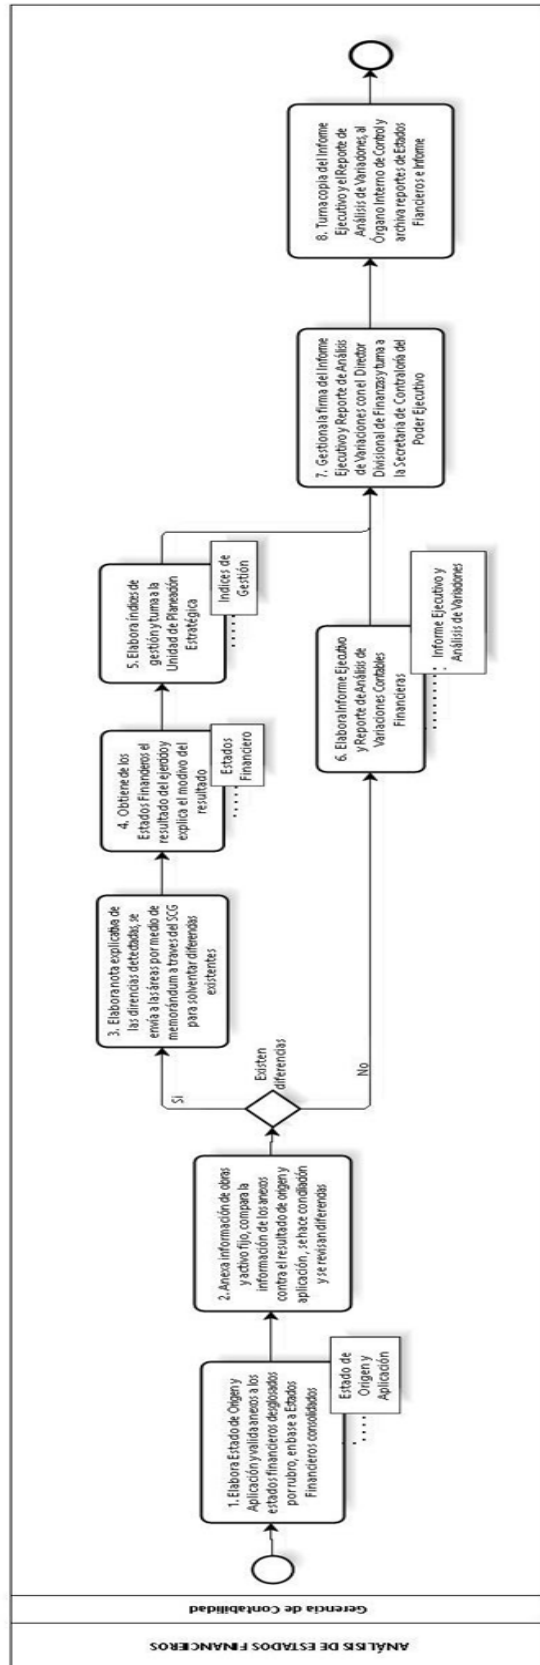 ANÁLISIS DE ESTADOS FINANCIEROS
Gerencia de Contabilidad
1. Elabora Estado de Origen y
Aplicación y valida anexos a los
estados financieros desglosados
por rubro, en base a Estados
Financieros consolidados
Estado de
Origen y
Aplicación
2. Anexa información de obras
y activo fijo, compara la
información de los anexos
contra el resultado de origen y
aplicación, se hace conciliación
y se revisan diferencias
Existen
diferencias
Si
No
3. Elabora nota explicativa de
las direncias detectadas, se
envía a las áreas por medio de
memorándum a traves del SCG
para solventar diferencias
existentes
4. Obtiene de los
Estados Financieros el
resultado del ejercicio y
explica el modivo del
resultado
Estados
Financiero
5. Elabora índices de
gestión y turna a la
Unidad de Planeación
Estratégica
Indices de
Gestión
6. Elabora Informe Ejecutivo
y Reporte de Análisis de
Variaciones Contables
Financieras
Informe Ejecutivo y
Análisis de Variaciones
7. Gestiona la firma del Informe
Ejecutivo y Reporte de Análisis
de Variaciones con el Director
Divisional de Finanzas y turna a
la Secretaria de Contraloría del
Poder Ejecutivo
8. Turna copia del Informe
Ejecutivo y el Reporte de
Análisis de Variaciones, al
Órgano Interno de Control y
archiva reportes de Estados
Fiancieros e Informe